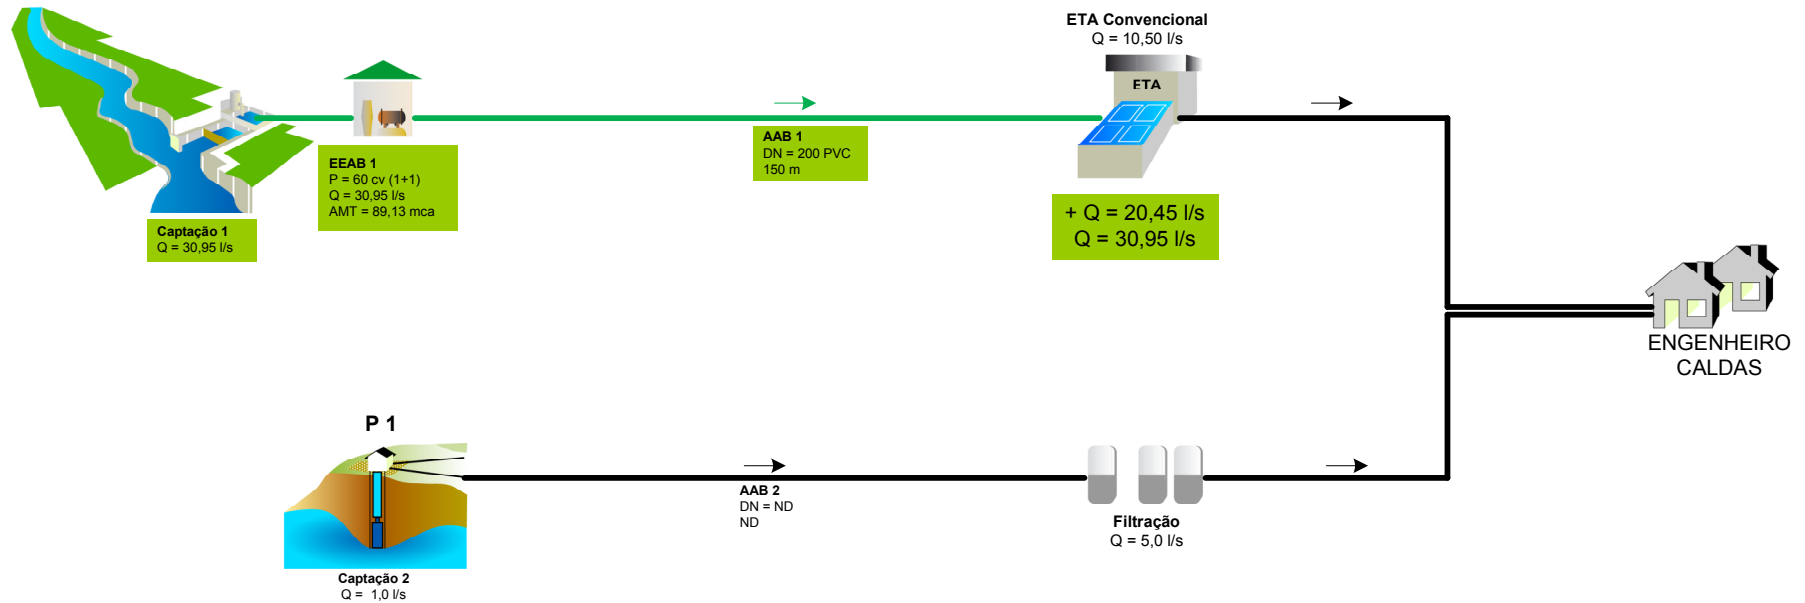 ETA Convencional
Q = 10,50 l/s
ETA
AAB 1
DN = 200 PVC
150 m
EEAB 1
P = 60 cv (1+1)
Q = 30,95 l/s
AMT = 89,13 mca
Captação 1
Q = 30,95 l/s
+ Q = 20,45 l/s
Q = 30,95 l/s
ENGENHEIRO
CALDAS
P 1
AAB 2
DN = ND
ND
Filtração
Q = 5,0 l/s
Captação 2
Q = 1,0 l/s